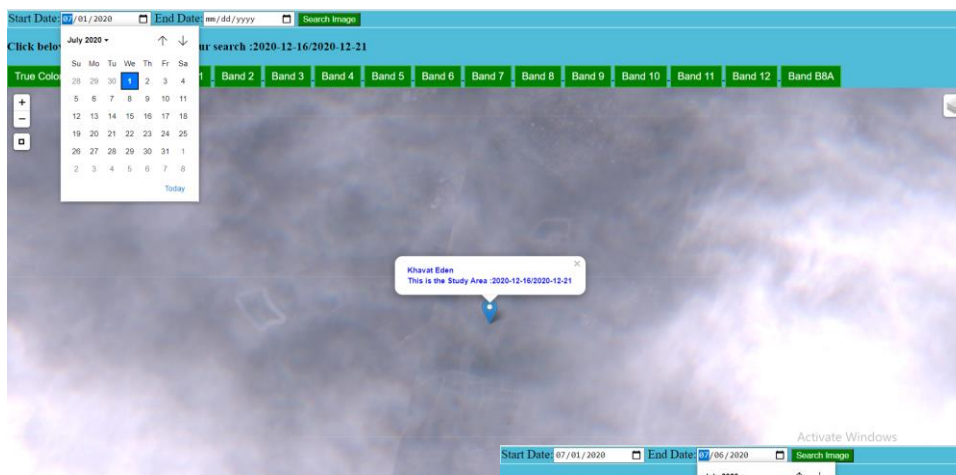 Start Date: 07/01/2020 End Date: mm/dd/yyyy Search Image
Click belo ur search :2020-12-16/2020-12-21
True Colo 1 Band 2 Band 3 Band 4 Band 5 Band 6 Band 7 Band 8 Band 9 Band 10 Band 11 Band 12 Band B8A
July 2020
Su Mo Tu We Th Fr Sa
28 29 30 1 2 3 4
5 6 7 8 9 10 11
12 13 14 15 16 17 18
19 20 21 22 23 24 25
26 27 28 29 30 31 1
2 3 4 5 6 7 8
Today
+
−
Khavat Eden ×
This is the Study Area :2020-12-16/2020-12-21
Activate Windows
Start Date: 07/01/2020 End Date: 07/06/2020 Search Image